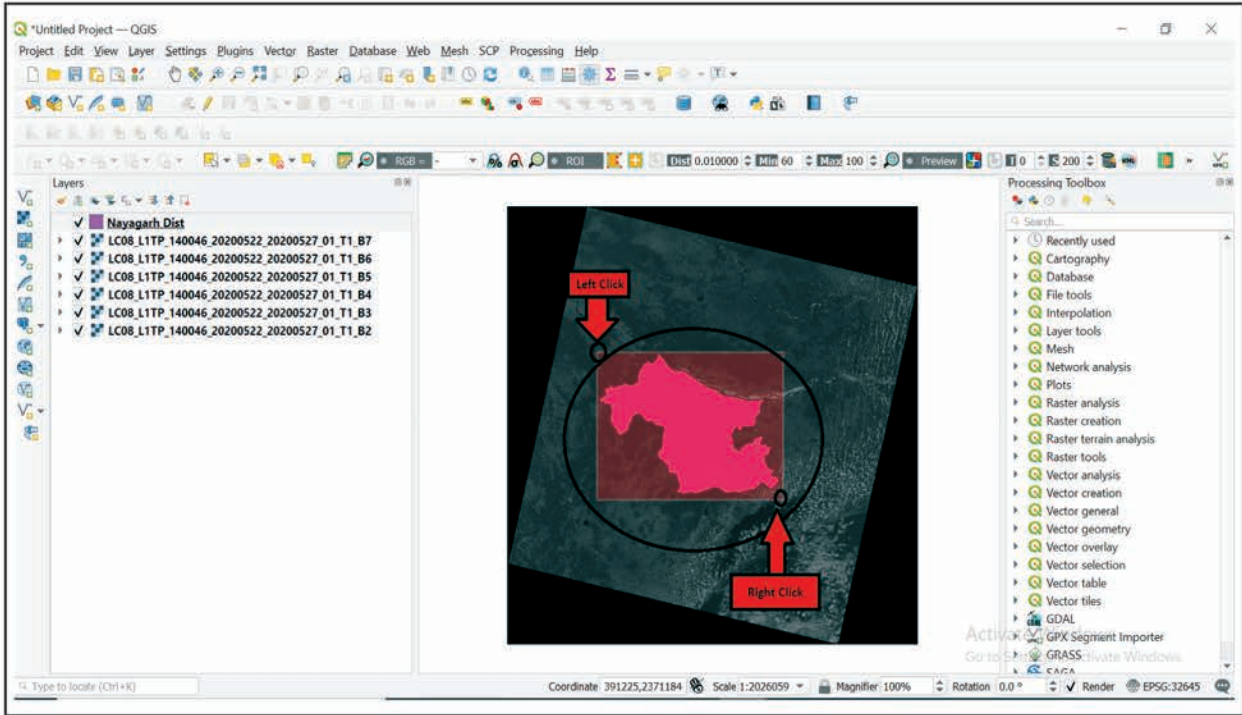 *Untitled Project — QGIS
Project Edit View Layer Settings Plugins Vector Raster Database Web Mesh SCP Processing Help
RGB = - ROI Dist 0.010000 Min 60 Max 100 Preview T 0 S 200
Layers
Nayagarh Dist
LC08_L1TP_140046_20200522_20200527_01_T1_B7
LC08_L1TP_140046_20200522_20200527_01_T1_B6
LC08_L1TP_140046_20200522_20200527_01_T1_B5
LC08_L1TP_140046_20200522_20200527_01_T1_B4
LC08_L1TP_140046_20200522_20200527_01_T1_B3
LC08_L1TP_140046_20200522_20200527_01_T1_B2
Left Click
Right Click
Processing Toolbox
Search...
Recently used
Cartography
Database
File tools
Interpolation
Layer tools
Mesh
Network analysis
Plots
Raster analysis
Raster creation
Raster terrain analysis
Raster tools
Vector analysis
Vector creation
Vector general
Vector geometry
Vector overlay
Vector selection
Vector table
Vector tiles
GDAL
GPX Segment Importer
GRASS
SAGA
Type to locate (Ctrl+K)
Coordinate 391225,2371184 Scale 1:2026059 Magnifier 100% Rotation 0.0 ° Render EPSG:32645